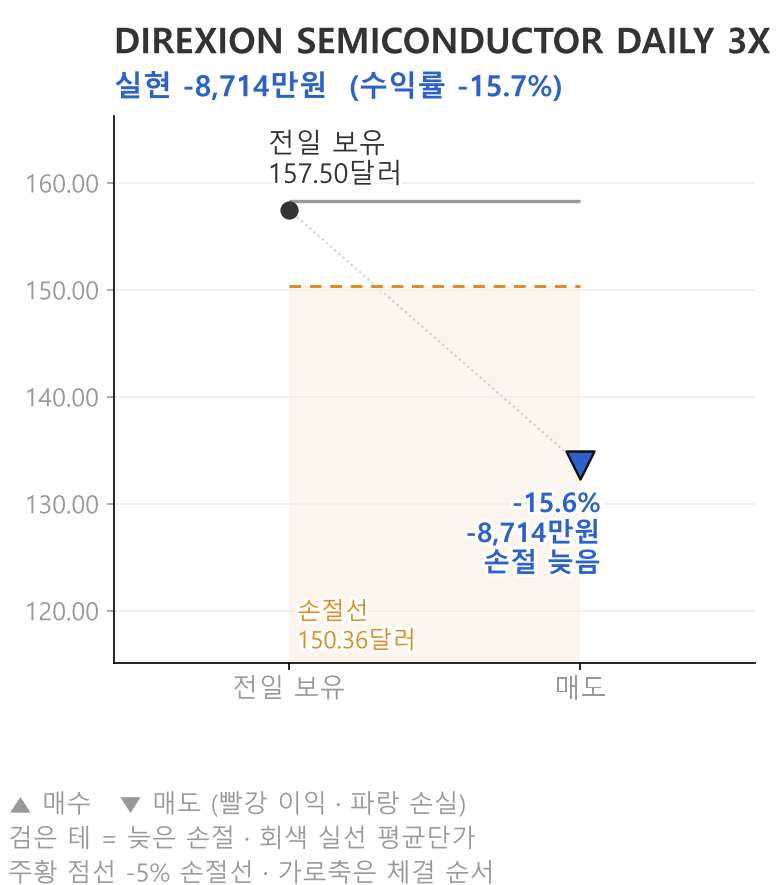 DIREXION SEMICONDUCTOR DAILY 3X
실현 -8,714만원 (수익률 -15.7%)
전일 보유
157.50달러
160.00
150.00
140.00
130.00
120.00
-15.6%
-8,714만원
손절 늦음
손절선
150.36달러
전일 보유 매도
▲ 매수 ▼ 매도 (빨강 이익 · 파랑 손실)
검은 테 = 늦은 손절 · 회색 실선 평균단가
주황 점선 -5% 손절선 · 가로축은 체결 순서